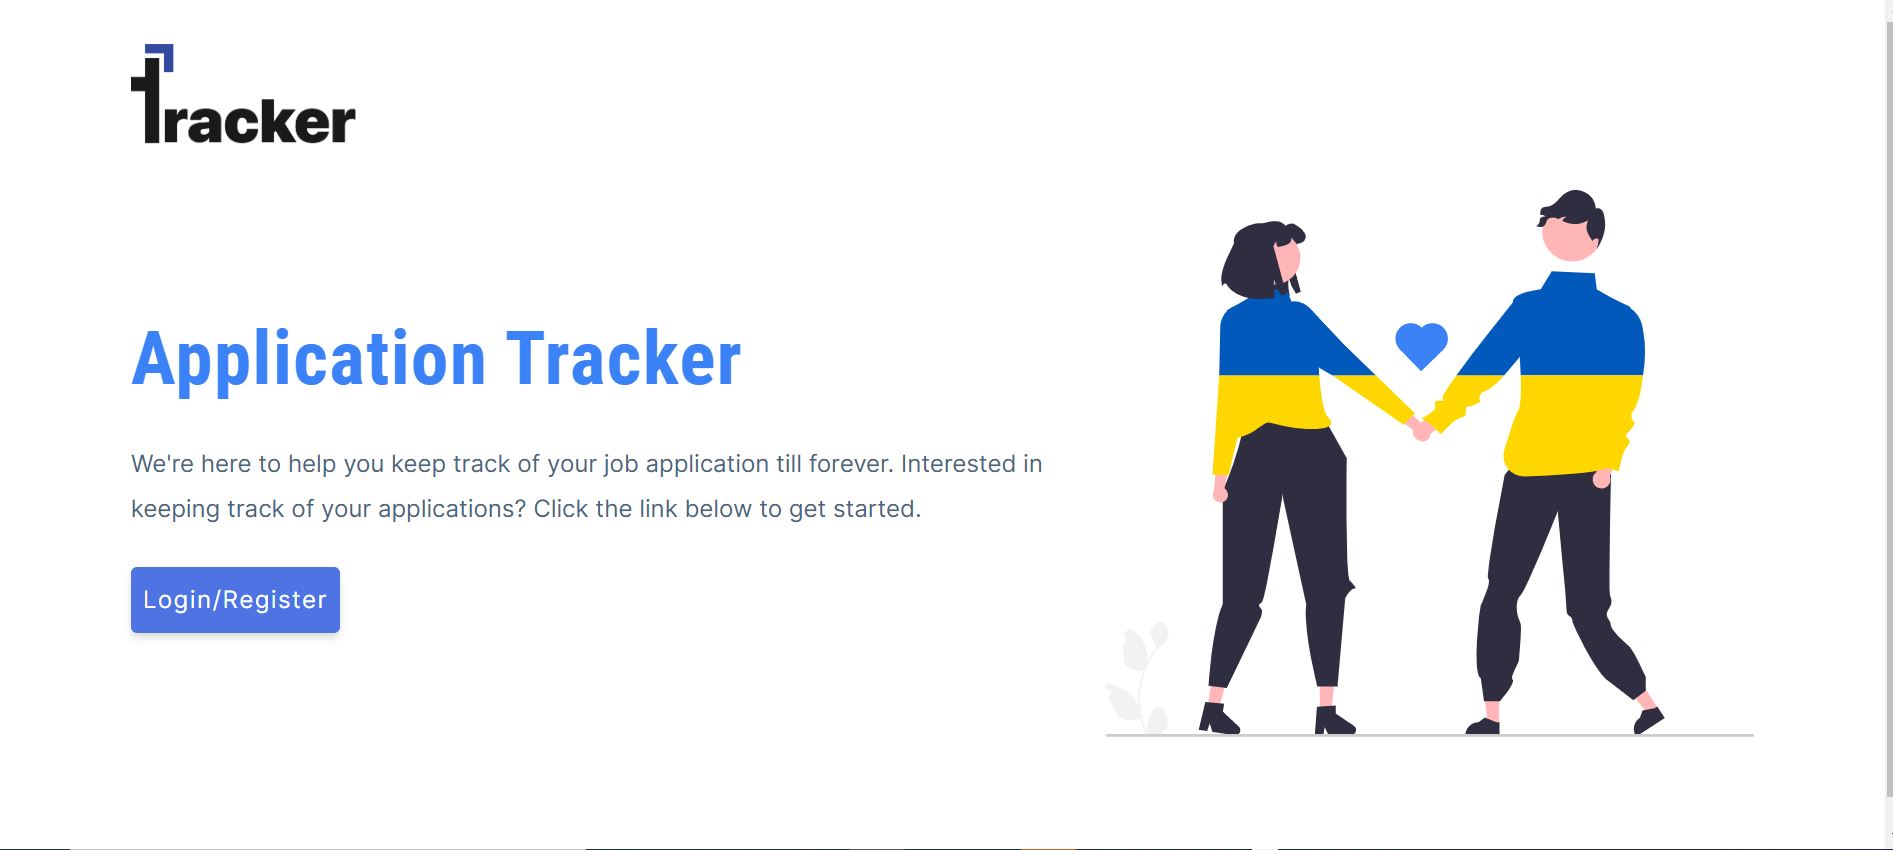 Tracker
Application Tracker
We're here to help you keep track of your job application till forever. Interested in
keeping track of your applications? Click the link below to get started.
Login/Register